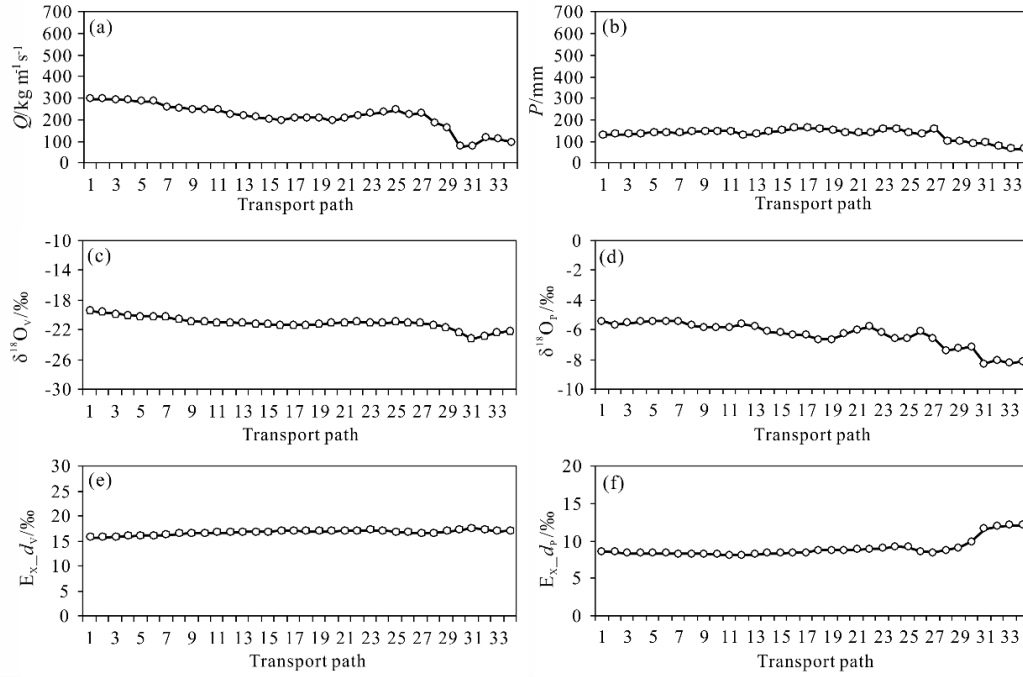 (a)
Q/kg m⁻¹ s⁻¹
700
600
500
400
300
200
100
0
1 3 5 7 9 11 13 15 17 19 21 23 25 27 29 31 33
Transport path
(b)
P/mm
700
600
500
400
300
200
100
0
1 3 5 7 9 11 13 15 17 19 21 23 25 27 29 31 33
Transport path
(c)
δ¹⁸Oᵥ/‰
-10
-14
-18
-22
-26
-30
1 3 5 7 9 11 13 15 17 19 21 23 25 27 29 31 33
Transport path
(d)
δ¹⁸Oₚ/‰
0
-2
-4
-6
-8
-10
1 3 5 7 9 11 13 15 17 19 21 23 25 27 29 31 33
Transport path
(e)
Eₓ_dᵥ/‰
30
25
20
15
10
5
0
1 3 5 7 9 11 13 15 17 19 21 23 25 27 29 31 33
Transport path
(f)
Eₓ_dₚ/‰
20
15
10
5
0
1 3 5 7 9 11 13 15 17 19 21 23 25 27 29 31 33
Transport path